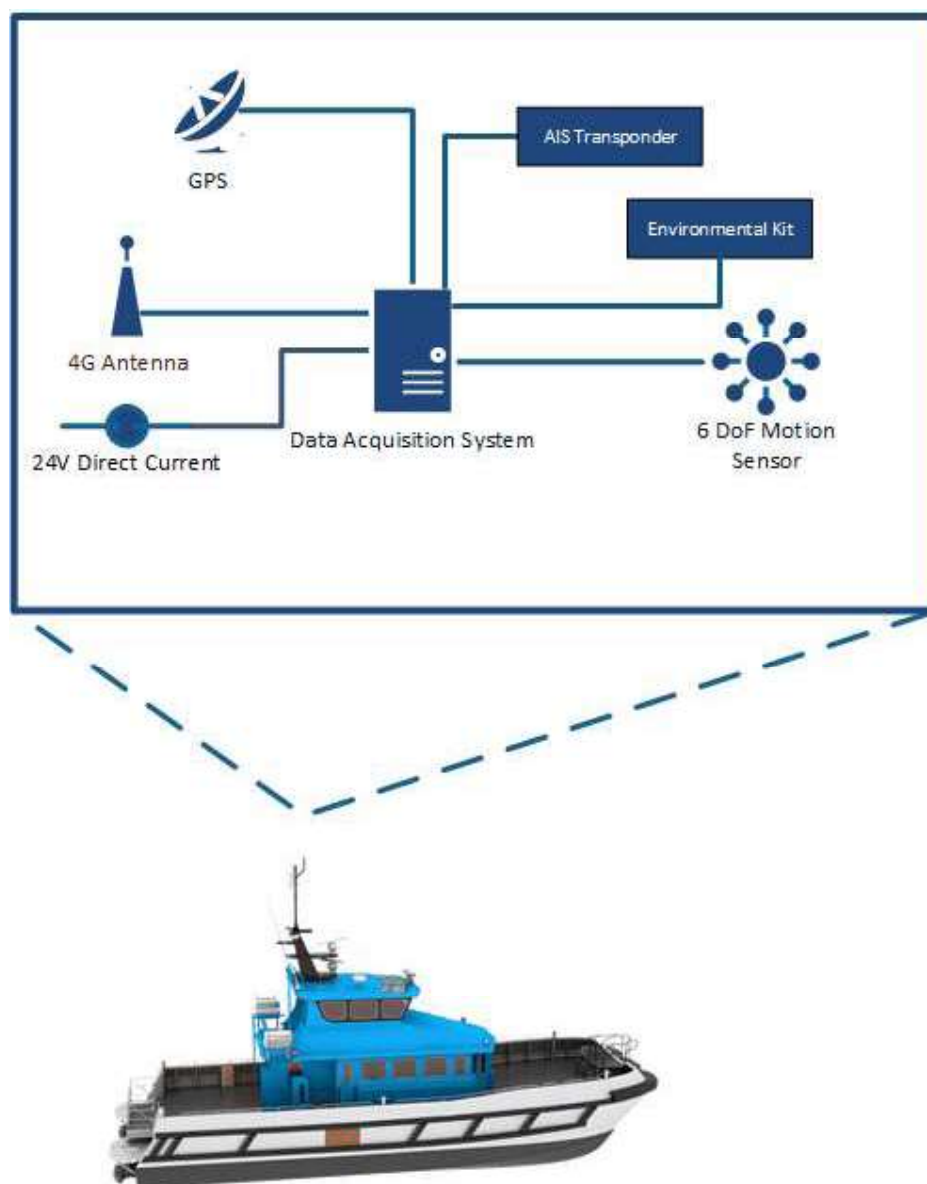 GPS
AIS Transponder
Environmental Kit
4G Antenna
24V Direct Current
Data Acquisition System
6 DoF Motion
Sensor